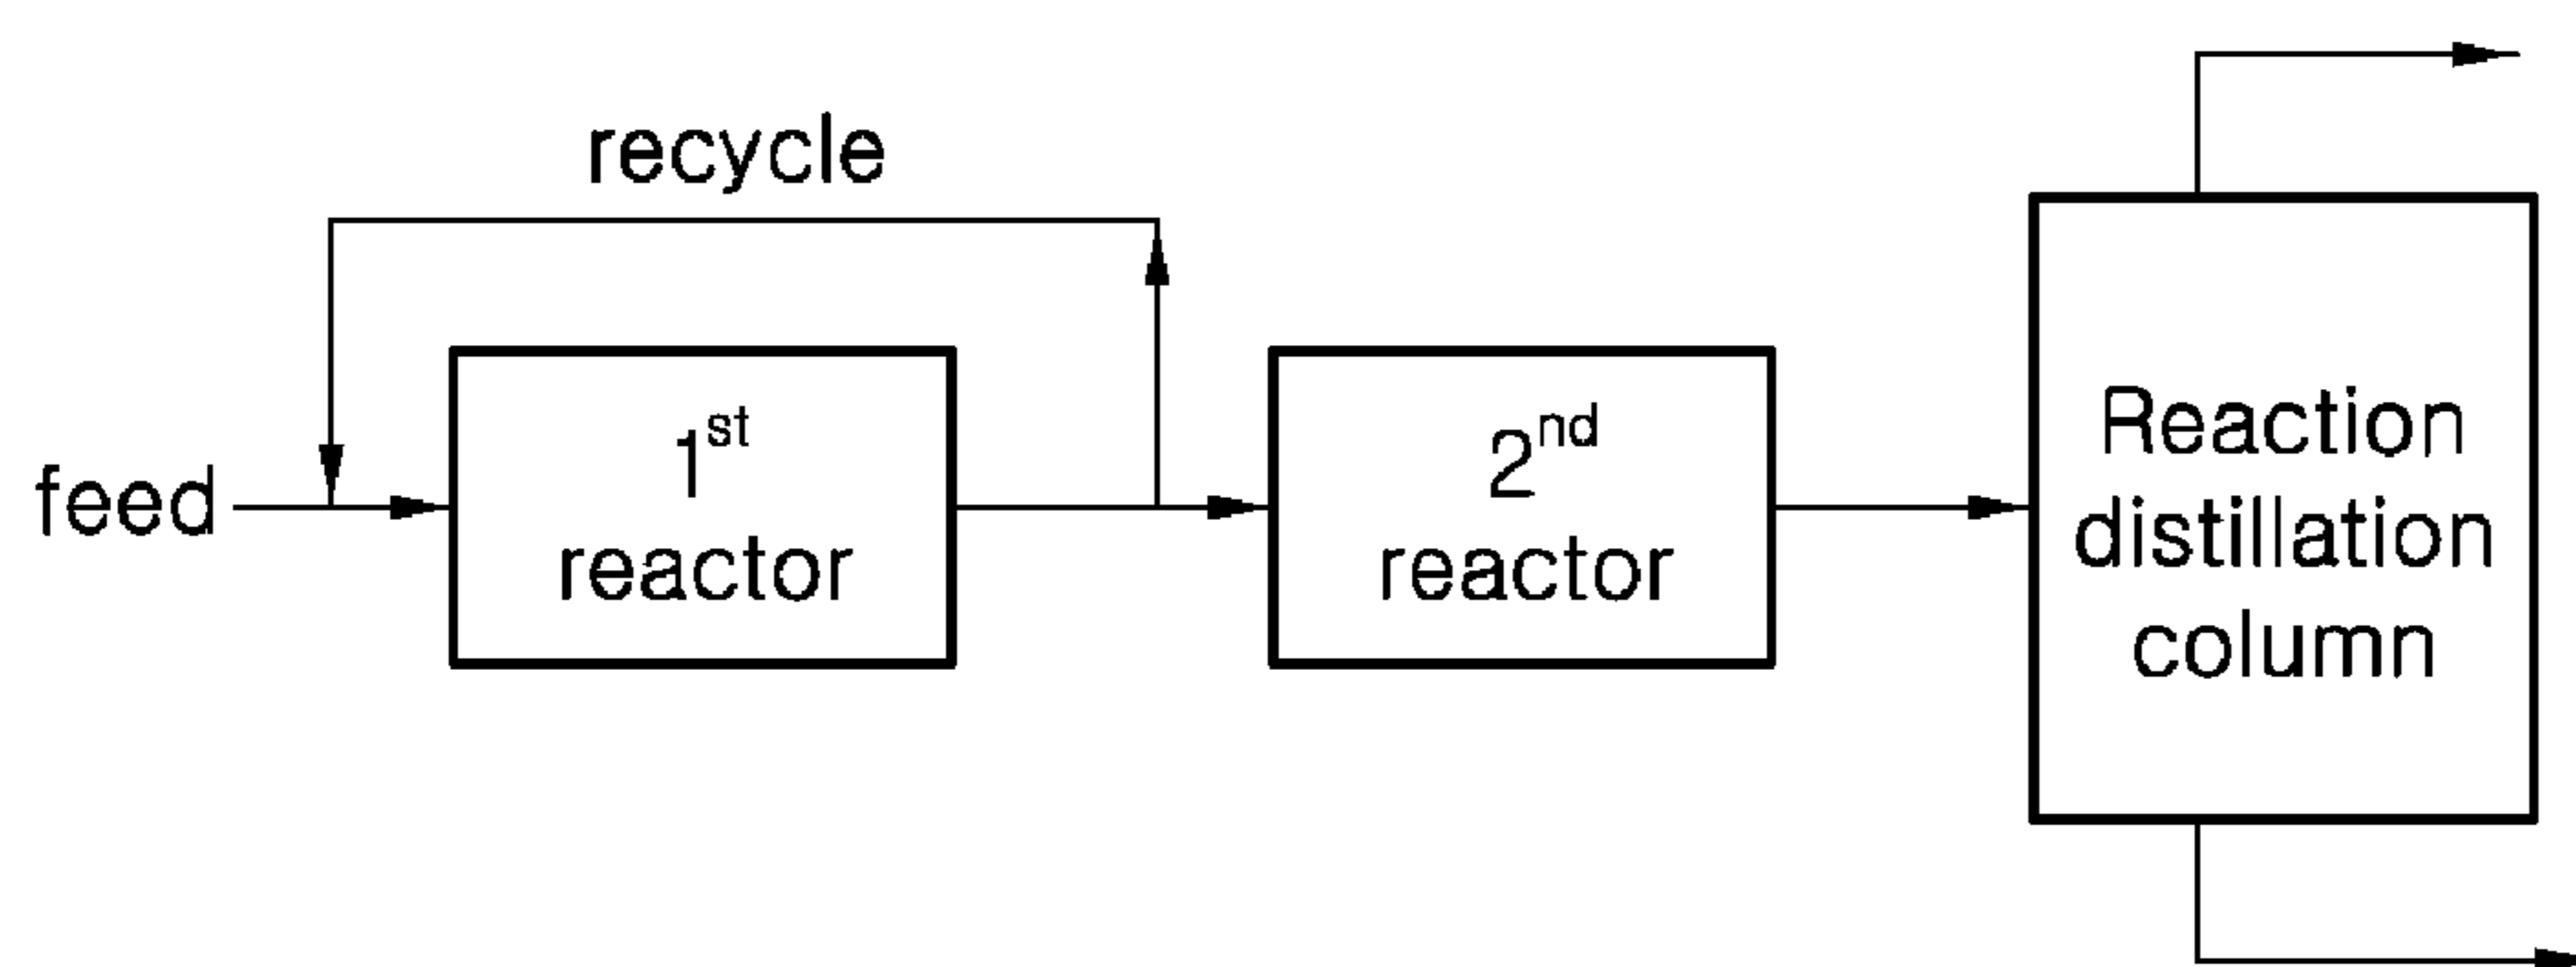 recycle
feed
1st
reactor
2nd
reactor
Reaction
distillation
column